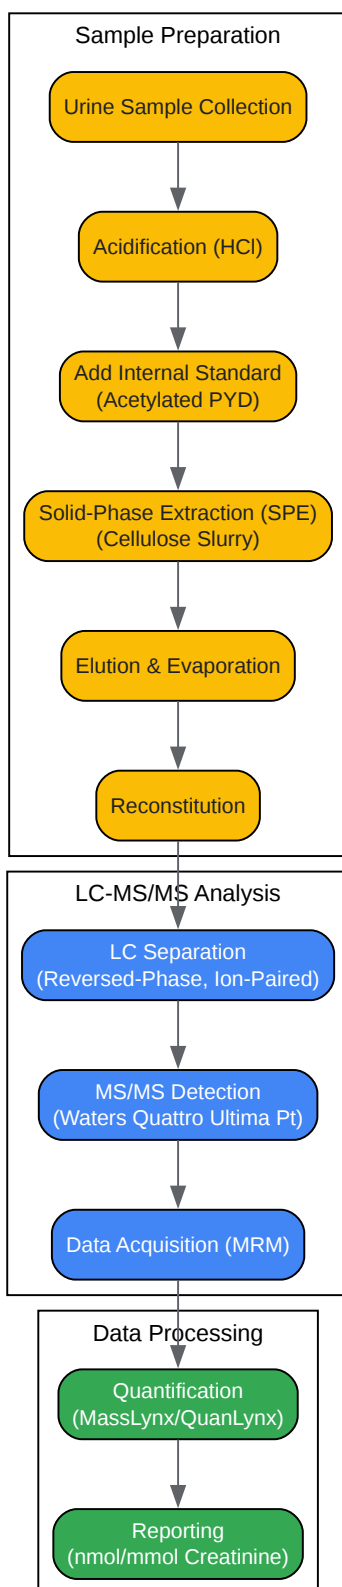 Sample Preparation
Urine Sample Collection
Acidification (HCl)
Add Internal Standard
(Acetylated PYD)
Solid-Phase Extraction (SPE)
(Cellulose Slurry)
Elution & Evaporation
Reconstitution
LC-MS/MS Analysis
LC Separation
(Reversed-Phase, Ion-Paired)
MS/MS Detection
(Waters Quattro Ultima Pt)
Data Acquisition (MRM)
Data Processing
Quantification
(MassLynx/QuanLynx)
Reporting
(nmol/mmol Creatinine)